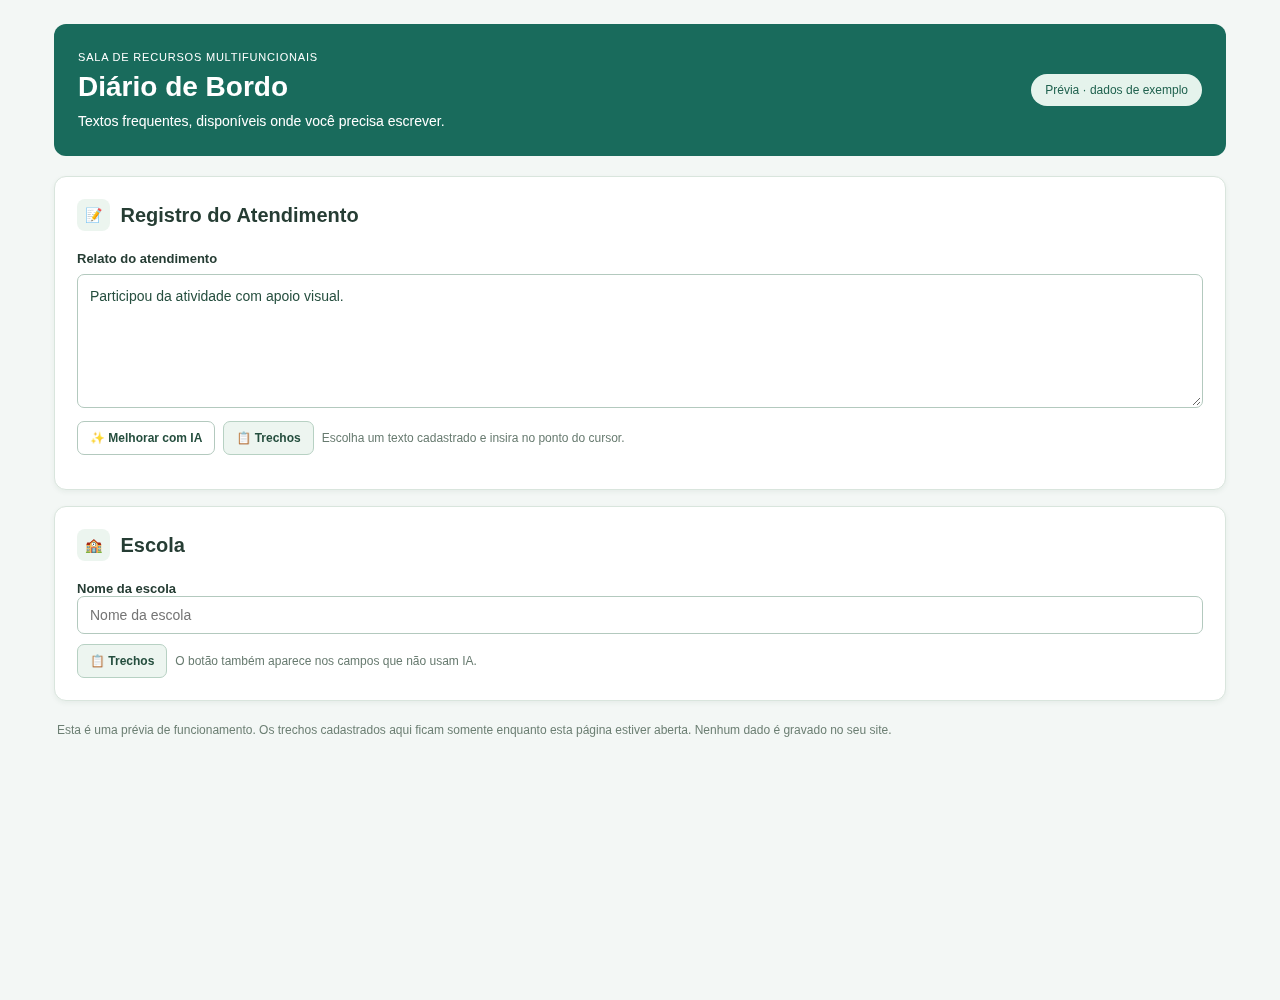 SALA DE RECURSOS MULTIFUNCIONAIS
Diário de Bordo
Textos frequentes, disponíveis onde você precisa escrever.
Prévia · dados de exemplo
📝 Registro do Atendimento
Relato do atendimento
Participou da atividade com apoio visual.
✨ Melhorar com IA
📋 Trechos
Escolha um texto cadastrado e insira no ponto do cursor.
🏫 Escola
Nome da escola
Nome da escola
📋 Trechos
O botão também aparece nos campos que não usam IA.
Esta é uma prévia de funcionamento. Os trechos cadastrados aqui ficam somente enquanto esta página estiver aberta. Nenhum dado é gravado no seu site.